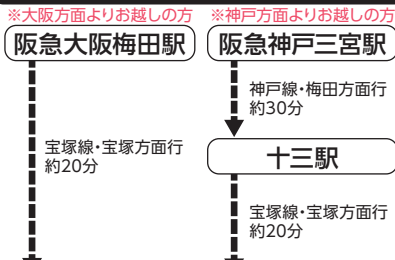 ※大阪方面よりお越しの方
阪急大阪梅田駅
宝塚線・宝塚方面行
約20分
※神戸方面よりお越しの方
阪急神戸三宮駅
神戸線・梅田方面行
約30分
十三駅
宝塚線・宝塚方面行
約20分